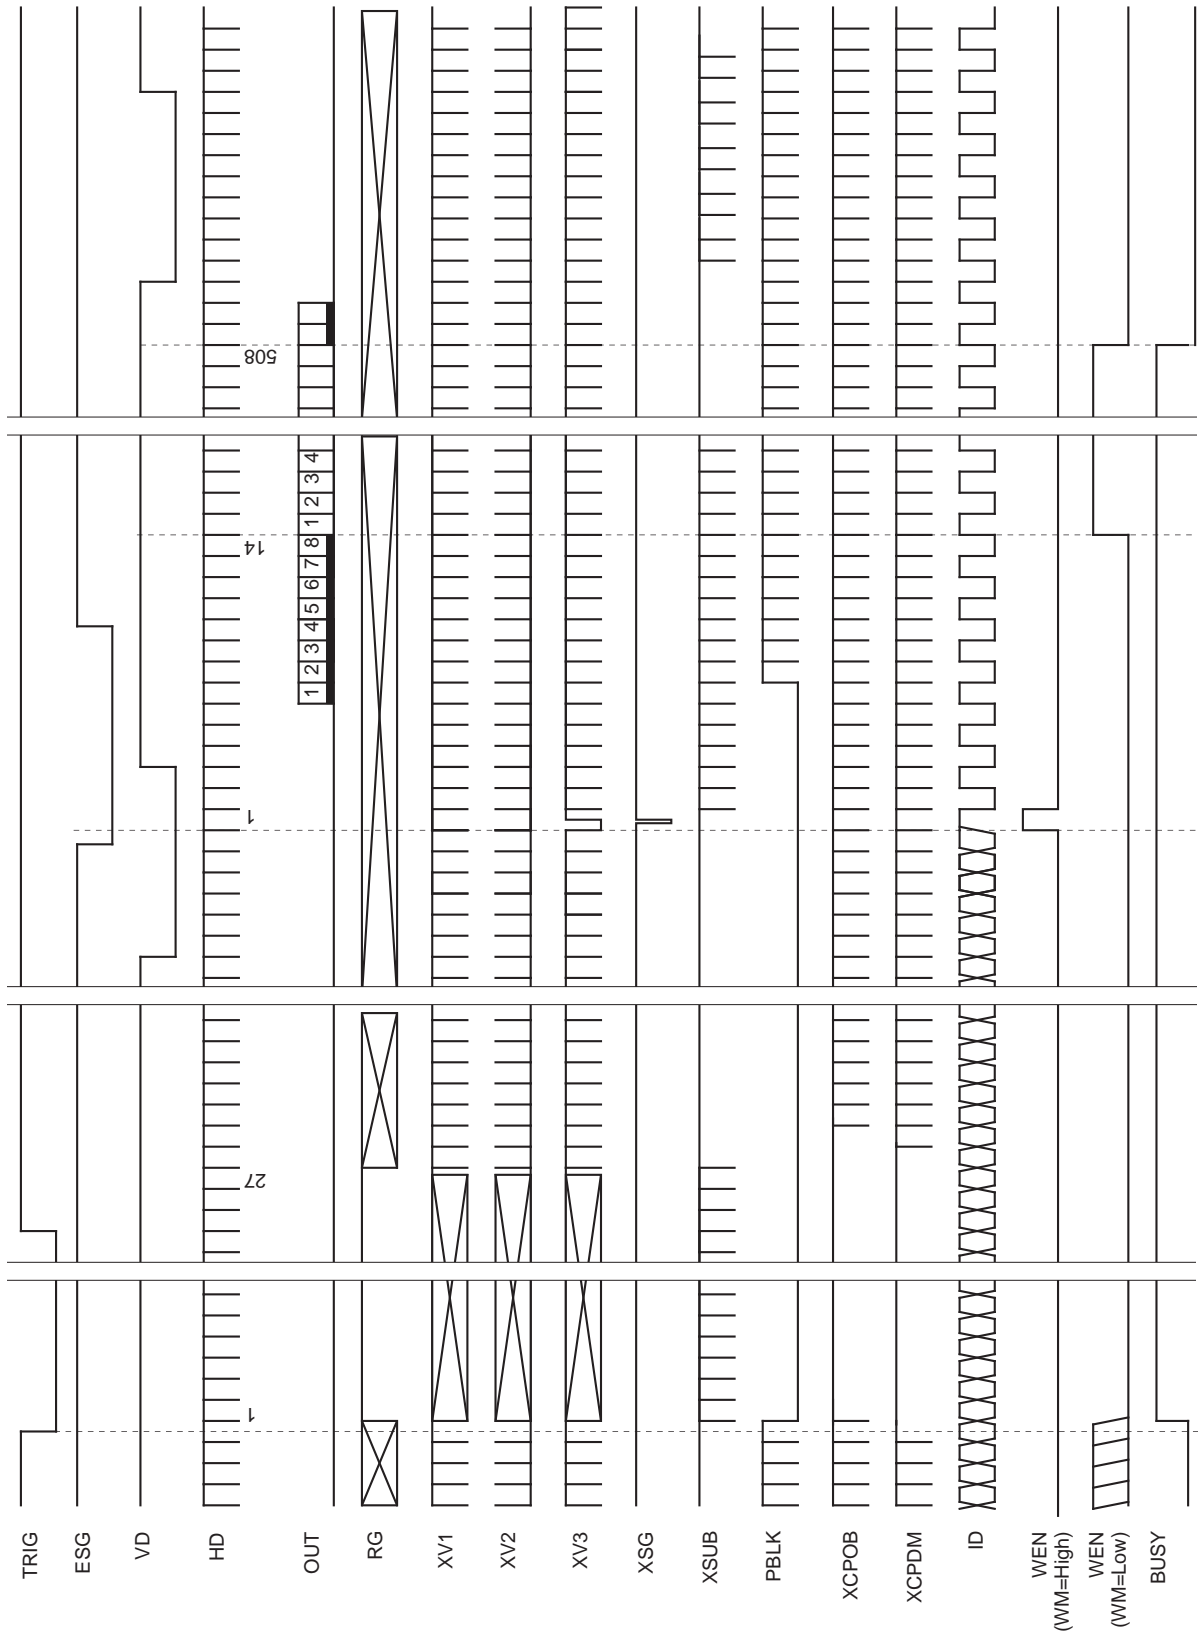 TRIG
ESG
VD
HD
1
27
1
14
508
OUT
1 2 3 4 5 6 7 8 1 2 3 4
RG
XV1
XV2
XV3
XSG
XSUB
PBLK
XCPOB
XCPDM
ID
WEN
(WM=High)
WEN
(WM=Low)
BUSY